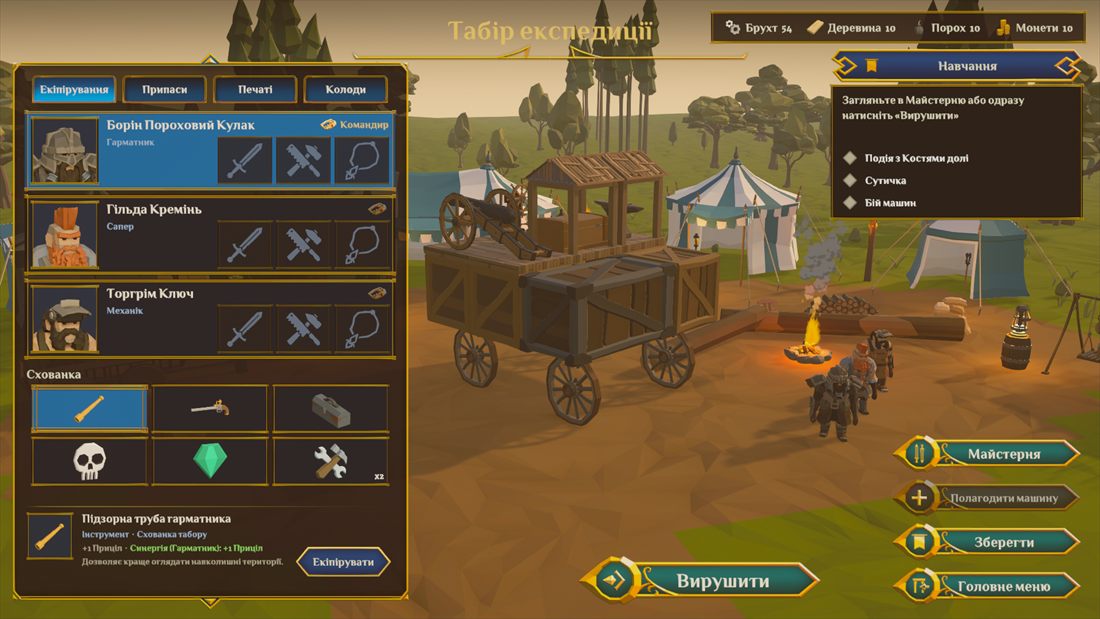 Табір експедиції
Брухт 54 Деревина 10 Порох 10 Монети 10
Навчання
Загляньте в Майстерню або одразу
натисніть «Вирушити»
Подія з Костями долі
Сутичка
Бій машин
Екіпірування Припаси Печаті Колоди
Борін Пороховий Кулак Командир
Гарматник
Гільда Кремінь
Сапер
Торгрім Ключ
Механік
Схованка
x2
Підзорна труба гарматника
Інструмент · Схованка табору
+1 Приціл · Синергія (Гарматник): +1 Приціл
Дозволяє краще оглядати навколишні території.
Екіпірувати
Вирушити
Майстерня
Полагодити машину
Зберегти
Головне меню